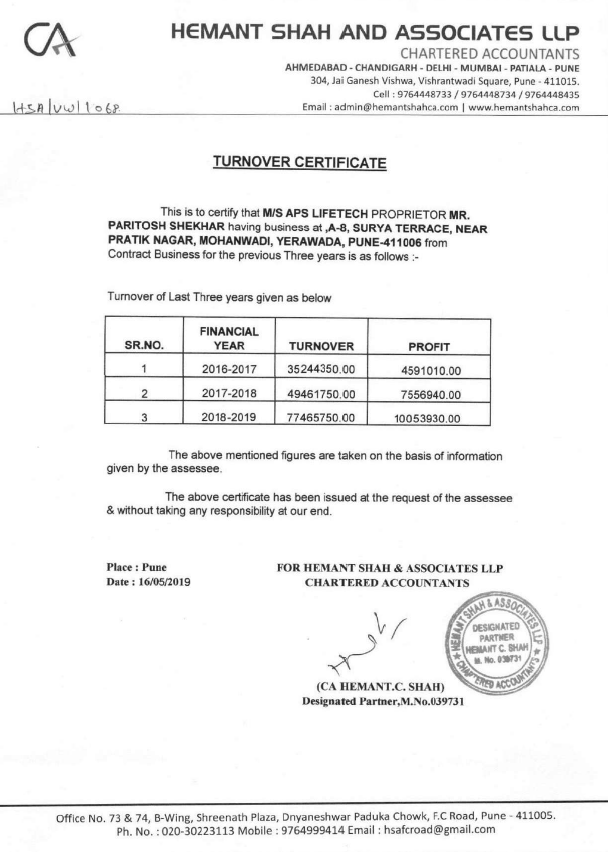 CA
HEMANT SHAH AND ASSOCIATES LLP
CHARTERED ACCOUNTANTS
AHMEDABAD - CHANDIGARH - DELHI - MUMBAI - PATIALA - PUNE
304, Jai Ganesh Vishwa, Vishrantwadi Square, Pune - 411015.
Cell : 9764448733 / 9764448734 / 9764448435
HSA/VW/1068
Email : admin@hemantshahca.com | www.hemantshahca.com
TURNOVER CERTIFICATE
This is to certify that M/S APS LIFETECH PROPRIETOR MR.
PARITOSH SHEKHAR having business at ,A-8, SURYA TERRACE, NEAR
PRATIK NAGAR, MOHANWADI, YERAWADA, PUNE-411006 from
Contract Business for the previous Three years is as follows :-
Turnover of Last Three years given as below
SR.NO. FINANCIAL YEAR TURNOVER PROFIT
1 2016-2017 35244350.00 4591010.00
2 2017-2018 49461750.00 7556940.00
3 2018-2019 77465750.00 10053930.00
The above mentioned figures are taken on the basis of information
given by the assessee.
The above certificate has been issued at the request of the assessee
& without taking any responsibility at our end.
Place : Pune FOR HEMANT SHAH & ASSOCIATES LLP
Date : 16/05/2019 CHARTERED ACCOUNTANTS
HEMANT SHAH & ASSOCIATES LLP
DESIGNATED
PARTNER
HEMANT C. SHAH
M. No. 039731
CHARTERED ACCOUNTANTS
(CA HEMANT.C. SHAH)
Designated Partner,M.No.039731
Office No. 73 & 74, B-Wing, Shreenath Plaza, Dnyaneshwar Paduka Chowk, F.C Road, Pune - 411005.
Ph. No. : 020-30223113 Mobile : 9764999414 Email : hsafcroad@gmail.com